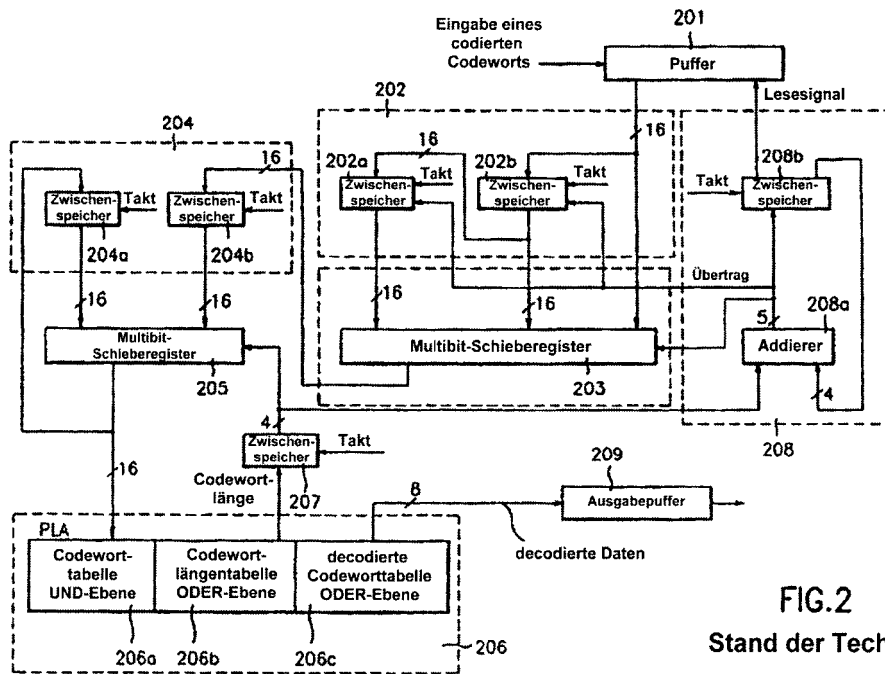 Eingabe eines
codierten
Codeworts
201
Puffer
Lesesignal
202
16
204
16
16
202a
Zwischen-
speicher
Takt
202b
Zwischen-
speicher
Takt
208b
Takt
Zwischen-
speicher
Zwischen-
speicher
Takt
204a
Zwischen-
speicher
Takt
204b
Übertrag
16
16
16
16
5
208a
Multibit-
Schieberegister
205
Multibit-Schieberegister
203
Addierer
4
208
4
Zwischen-
speicher
Takt
207
16
Codewort-
länge
8
209
Ausgabepuffer
decodierte Daten
PLA
Codewort-
tabelle
UND-Ebene
Codewort-
längentabelle
ODER-Ebene
decodierte
Codeworttabelle
ODER-Ebene
206a
206b
206c
206
FIG.2
Stand der Tech